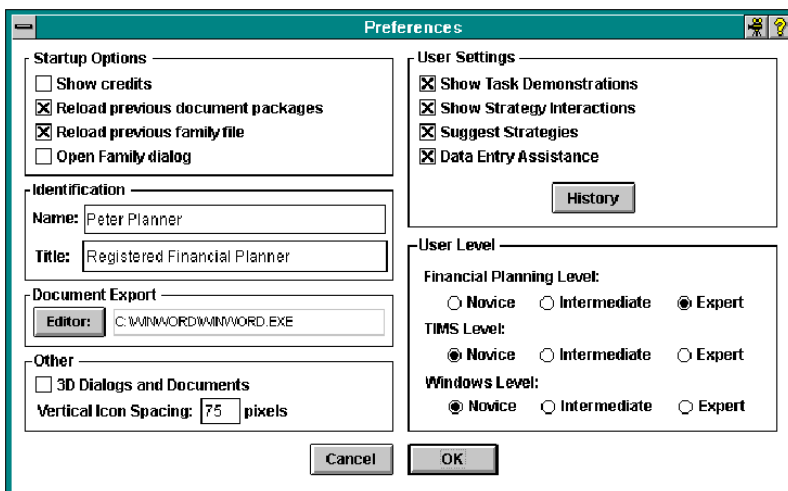 Preferences
Startup Options
Show credits
Reload previous document packages
Reload previous family file
Open Family dialog
Identification
Name: Peter Planner
Title: Registered Financial Planner
Document Export
Editor: C:\WINWORD\WINWORD.EXE
Other
3D Dialogs and Documents
Vertical Icon Spacing: 75 pixels
User Settings
Show Task Demonstrations
Show Strategy Interactions
Suggest Strategies
Data Entry Assistance
History
User Level
Financial Planning Level:
Novice Intermediate Expert
TIMS Level:
Novice Intermediate Expert
Windows Level:
Novice Intermediate Expert
Cancel OK